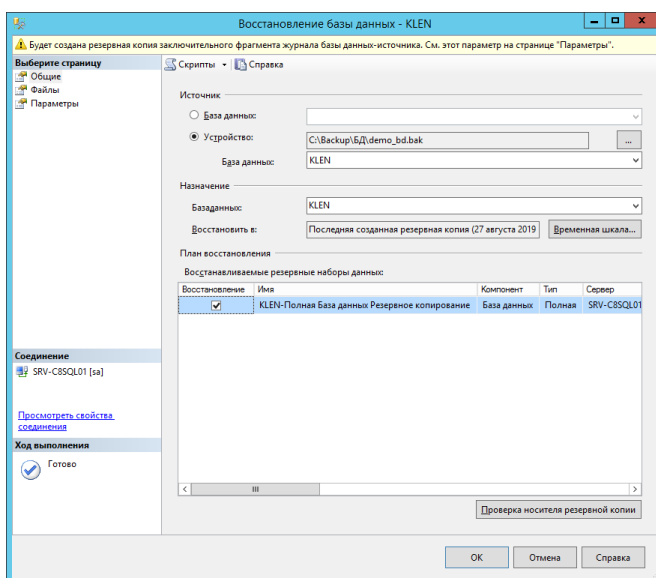 Восстановление базы данных - KLEN
Будет создана резервная копия заключительного фрагмента журнала базы данных-источника. См. этот параметр на странице "Параметры".
Выберите страницу
Общие
Файлы
Параметры
Скрипты
Справка
Источник
База данных:
Устройство:
C:\Backup\БД\demo_bd.bak
...
База данных:
KLEN
Назначение
Базаданных:
KLEN
Восстановить в:
Последняя созданная резервная копия (27 августа 2019
Временная шкала...
План восстановления
Восстанавливаемые резервные наборы данных:
Восстановление Имя Компонент Тип Сервер
KLEN-Полная База данных Резервное копирование База данных Полная SRV-C8SQL01
Соединение
SRV-C8SQL01 [sa]
Просмотреть свойства
соединения
Ход выполнения
Готово
Проверка носителя резервной копии
ОК
Отмена
Справка